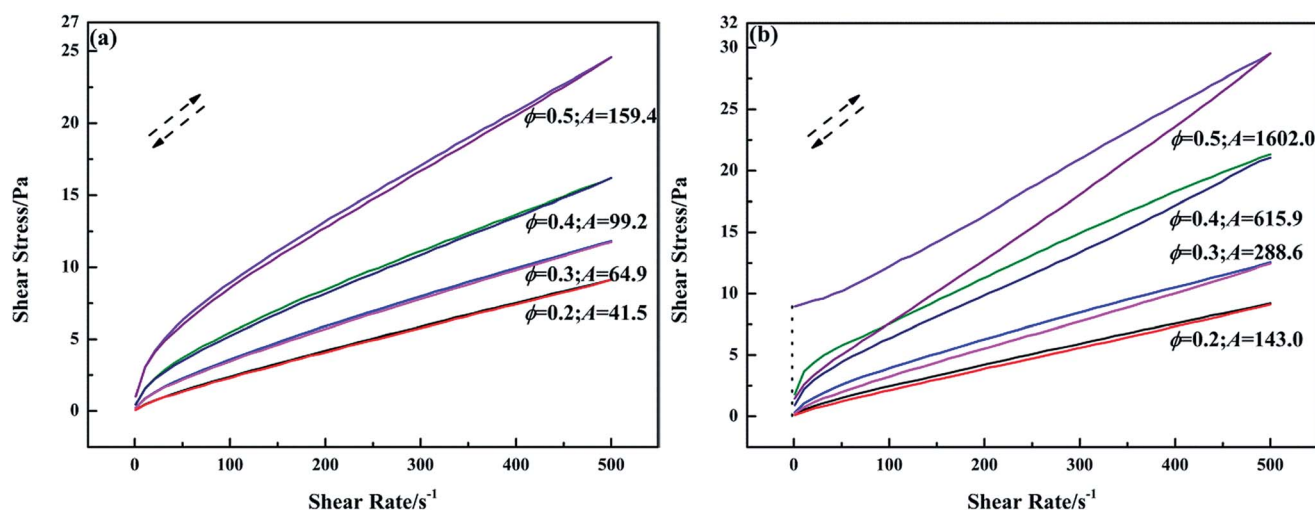 (a)
27
25
20
15
10
5
0
Shear Stress/Pa
ϕ=0.5;A=159.4
ϕ=0.4;A=99.2
ϕ=0.3;A=64.9
ϕ=0.2;A=41.5
0 100 200 300 400 500
Shear Rate/s⁻¹
(b)
32
30
25
20
15
10
5
0
Shear Stress/Pa
ϕ=0.5;A=1602.0
ϕ=0.4;A=615.9
ϕ=0.3;A=288.6
ϕ=0.2;A=143.0
0 100 200 300 400 500
Shear Rate/s⁻¹